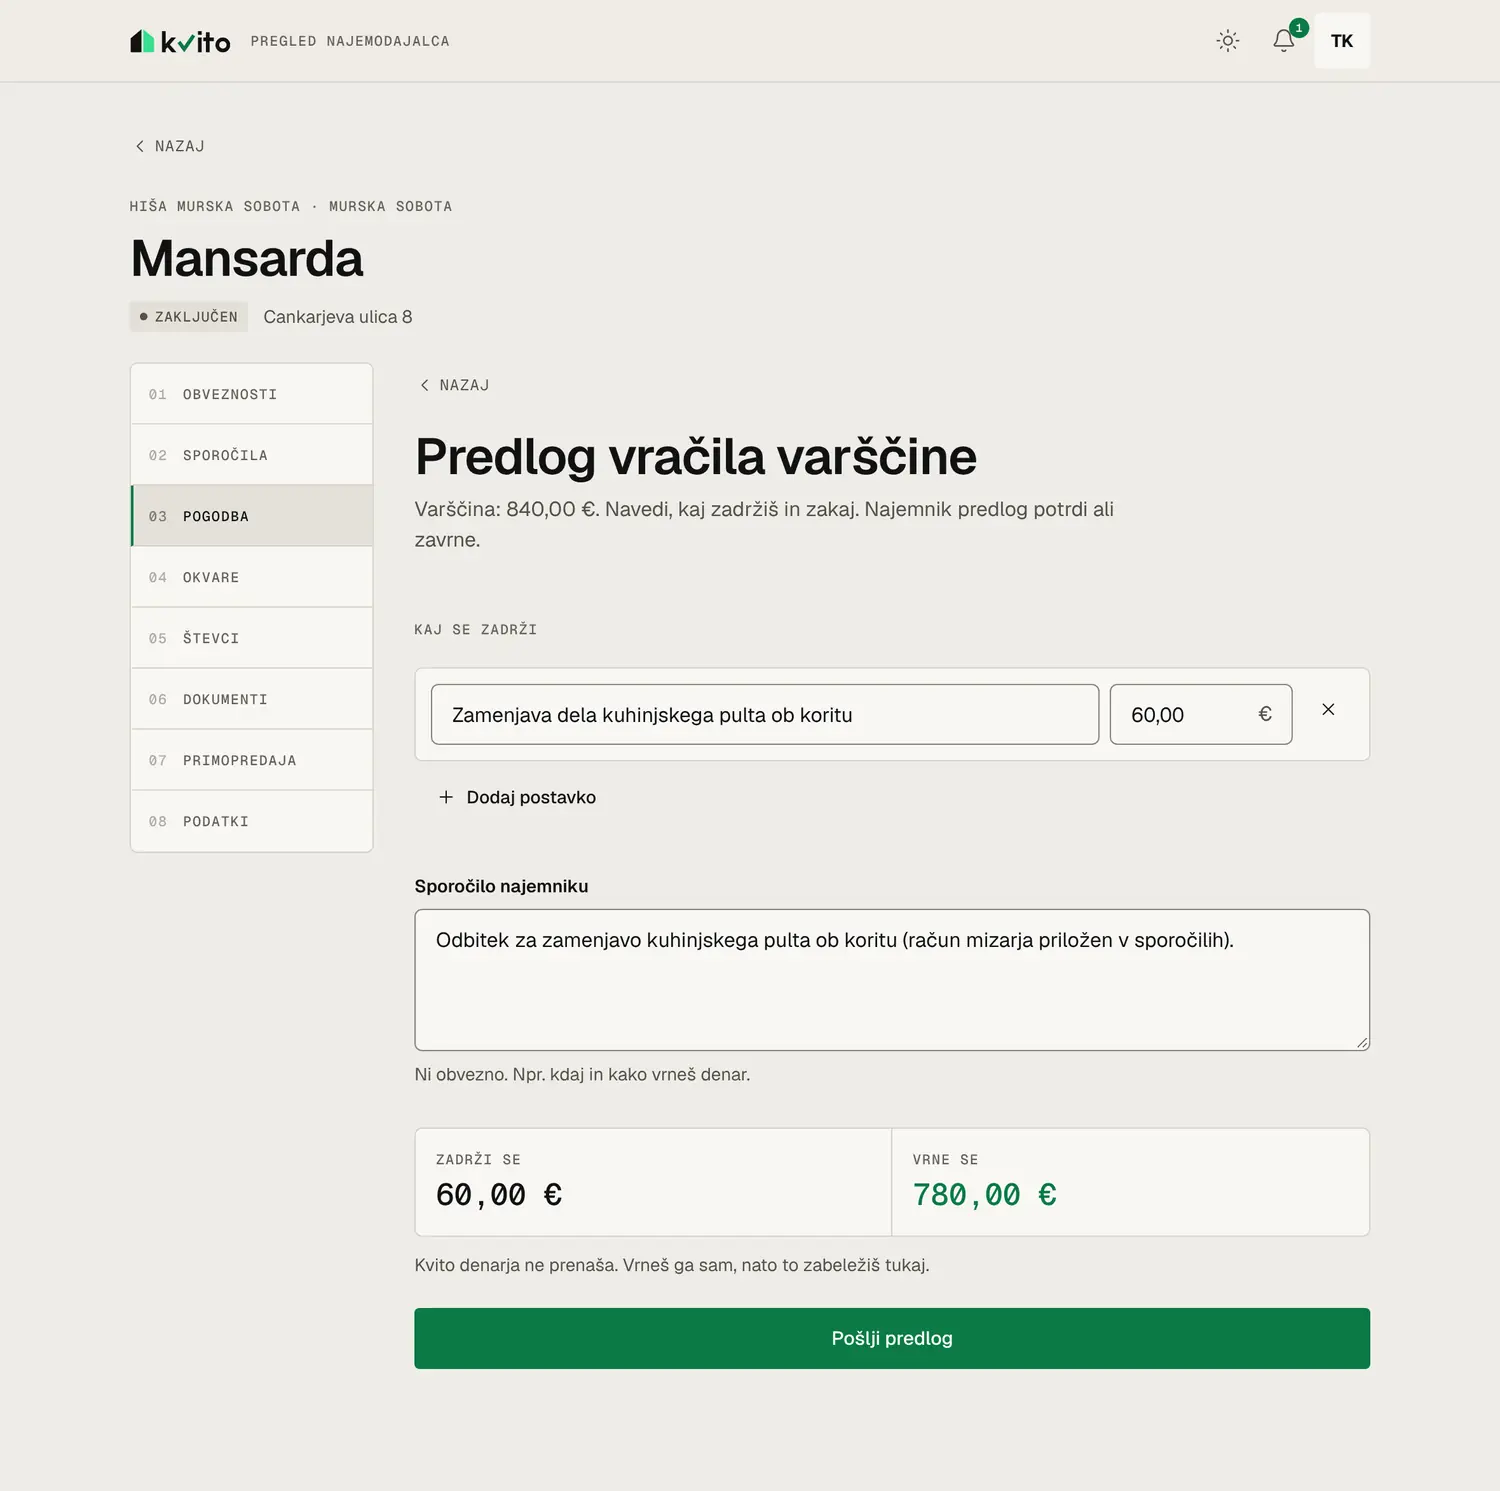 kvito PREGLED NAJEMODAJALCA
1
TK
NAZAJ
HIŠA MURSKA SOBOTA · MURSKA SOBOTA
Mansarda
ZAKLJUČEN Cankarjeva ulica 8
01 OBVEZNOSTI
02 SPOROČILA
03 POGODBA
04 OKVARE
05 ŠTEVCI
06 DOKUMENTI
07 PRIMOPREDAJA
08 PODATKI
NAZAJ
Predlog vračila varščine
Varščina: 840,00 €. Navedi, kaj zadržiš in zakaj. Najemnik predlog potrdi ali
zavrne.
KAJ SE ZADRŽI
Zamenjava dela kuhinjskega pulta ob koritu 60,00 €
Dodaj postavko
Sporočilo najemniku
Odbitek za zamenjavo kuhinjskega pulta ob koritu (račun mizarja priložen v sporočilih).
Ni obvezno. Npr. kdaj in kako vrneš denar.
ZADRŽI SE
60,00 €
VRNE SE
780,00 €
Kvito denarja ne prenaša. Vrneš ga sam, nato to zabeležiš tukaj.
Pošlji predlog